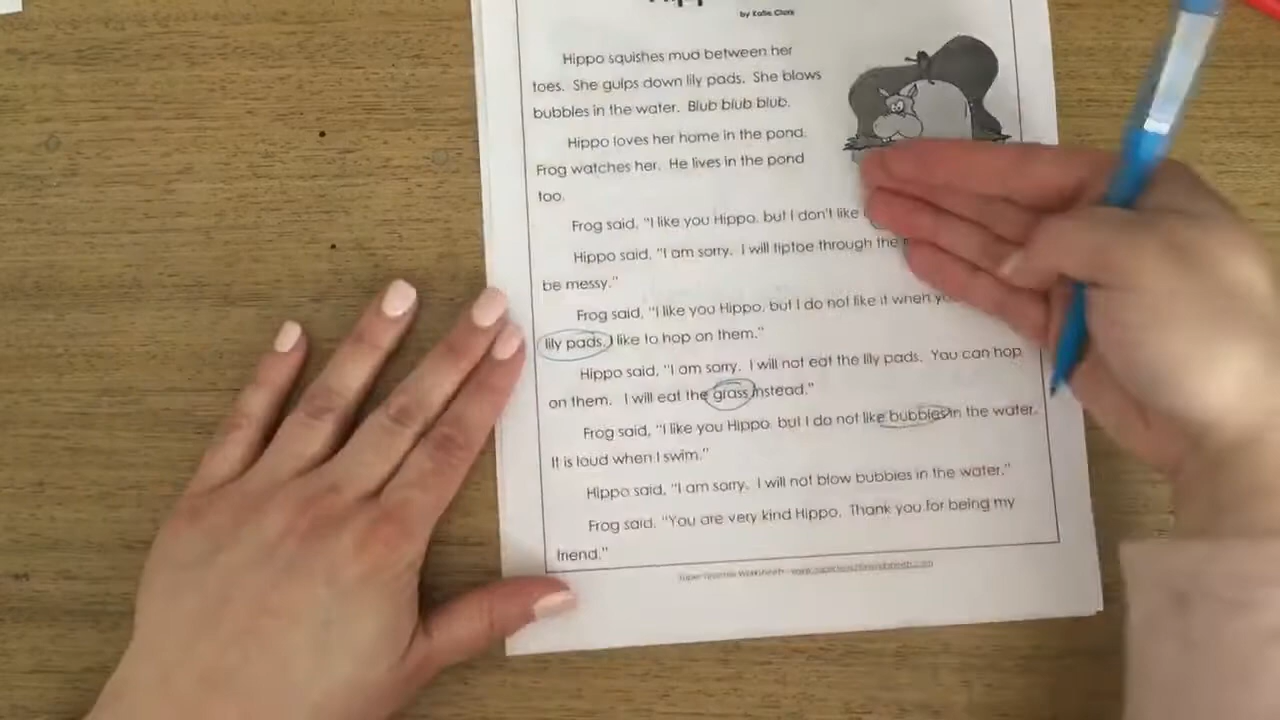 by Katie Clark
Hippo squishes mud between her
toes. She gulps down lily pads. She blows
bubbles in the water. Blub blub blub.
Hippo loves her home in the pond.
Frog watches her. He lives in the pond
too.
Frog said, "I like you Hippo, but I don't like
Hippo said, "I am sorry. I will tiptoe through the
be messy."
Frog said, "I like you Hippo, but I do not like it when
lily pads. I like to hop on them."
Hippo said, "I am sorry. I will not eat the lily pads. You can hop
on them. I will eat the grass instead."
Frog said, "I like you Hippo, but I do not like bubbles in the water.
It is loud when I swim."
Hippo said, "I am sorry. I will not blow bubbles in the water."
Frog said, "You are very kind Hippo. Thank you for being my
friend."